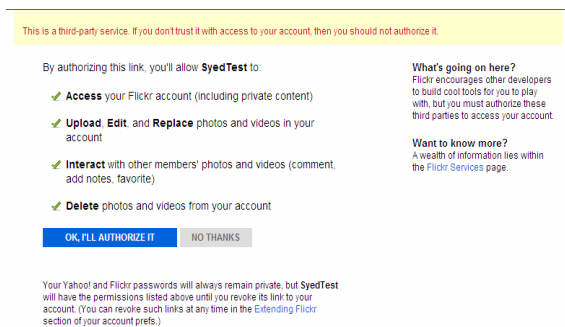 This is a third-party service. If you don't trust it with access to your account, then you should not authorize it.
By authorizing this link, you'll allow SyedTest to:
Access your Flickr account (including private content)
Upload, Edit, and Replace photos and videos in your
account
Interact with other members' photos and videos (comment,
add notes, favorite)
Delete photos and videos from your account
OK, I'LL AUTHORIZE IT
NO THANKS
Your Yahoo! and Flickr passwords will always remain private, but SyedTest
will have the permissions listed above until you revoke its link to your
account. (You can revoke such links at any time in the Extending Flickr
section of your account prefs.)
What's going on here?
Flickr encourages other developers
to build cool tools for you to play
with, but you must authorize these
third parties to access your account.
Want to know more?
A wealth of information lies within
the Flickr Services page.